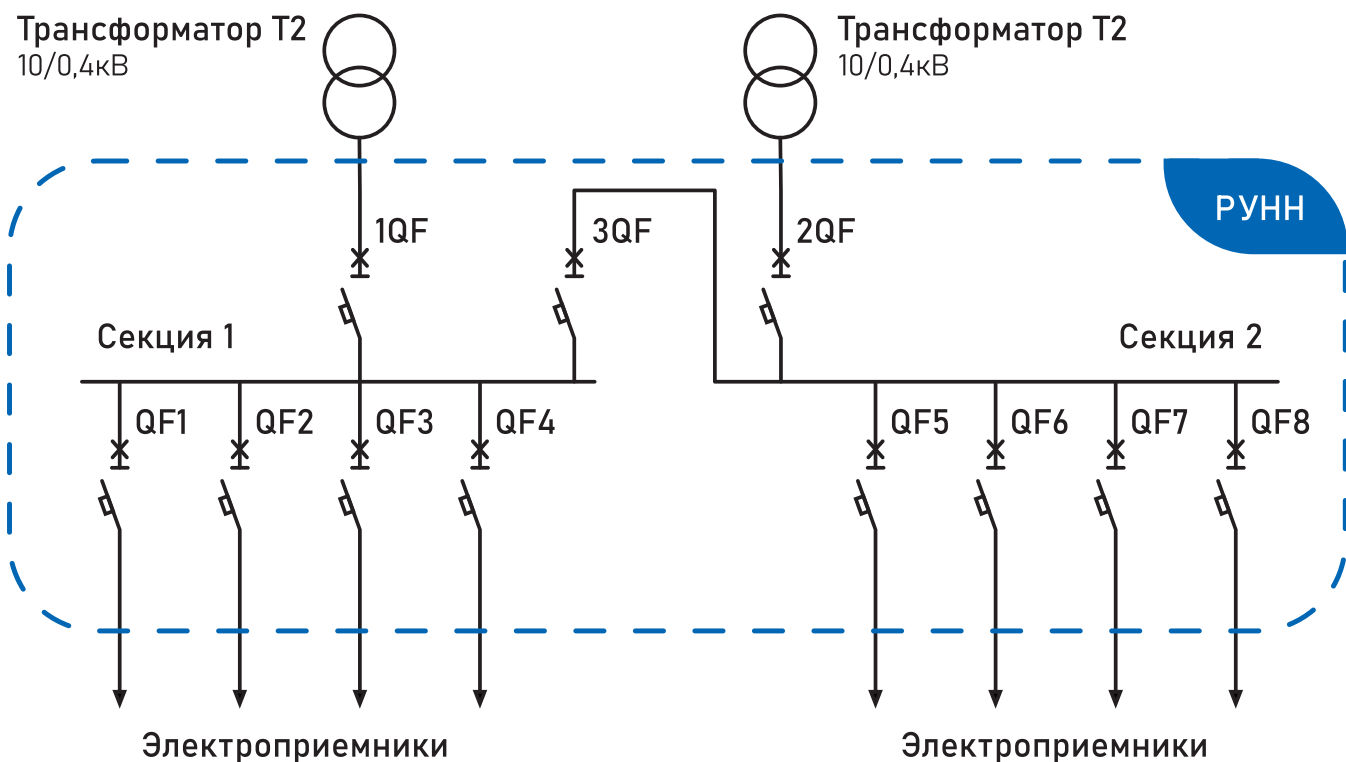 Трансформатор Т2
10/0,4кВ
Трансформатор Т2
10/0,4кВ
РУНН
1QF
3QF
2QF
Секция 1
Секция 2
QF1
QF2
QF3
QF4
QF5
QF6
QF7
QF8
Электроприемники
Электроприемники